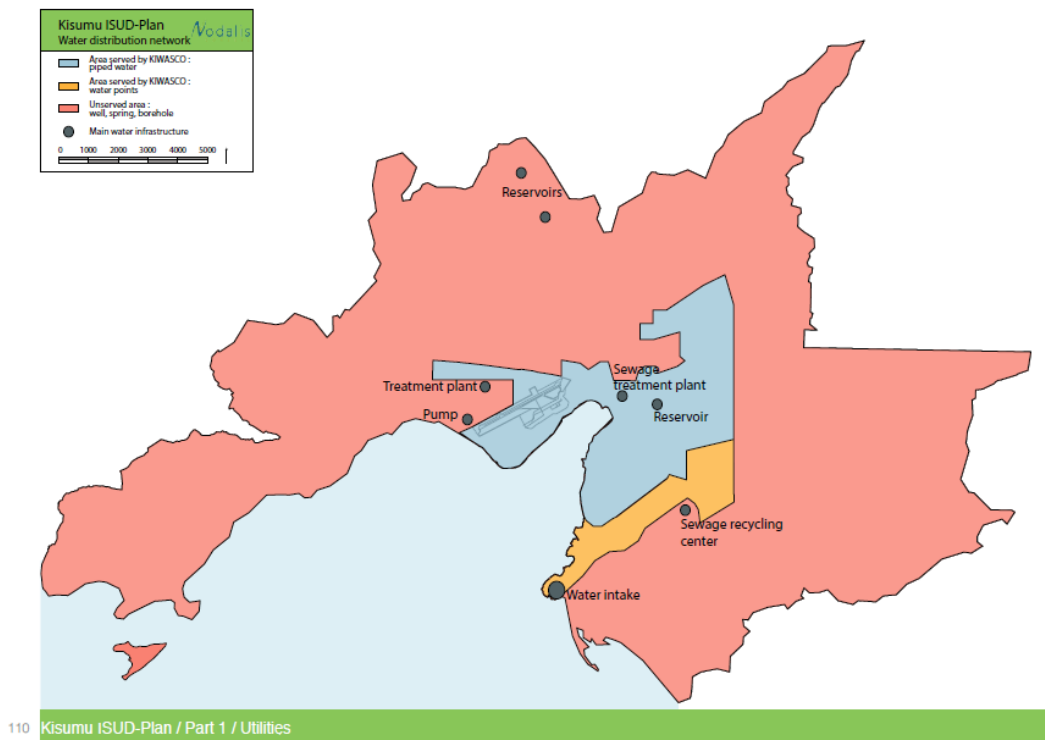 Kisumu ISUD-Plan
Nodalis
Water distribution network
Area served by KIWASCO :
piped water
Area served by KIWASCO :
water points
Unserved area :
well, spring, borehole
Main water infrastructure
0 1000 2000 3000 4000 5000
Reservoirs
Sewage
treatment plant
Treatment plant
Reservoir
Pump
Sewage recycling
center
Water intake
110 Kisumu ISUD-Plan / Part 1 / Utilities